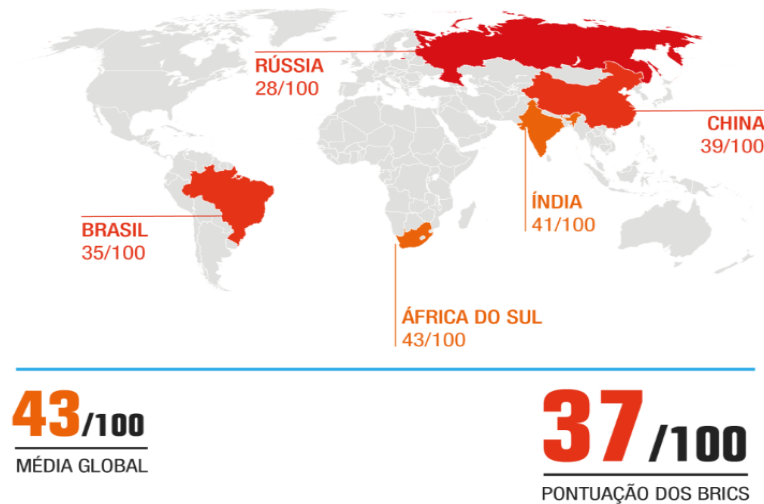 RÚSSIA
28/100
CHINA
39/100
ÍNDIA
41/100
BRASIL
35/100
ÁFRICA DO SUL
43/100
43/100
MÉDIA GLOBAL
37/100
PONTUAÇÃO DOS BRICS